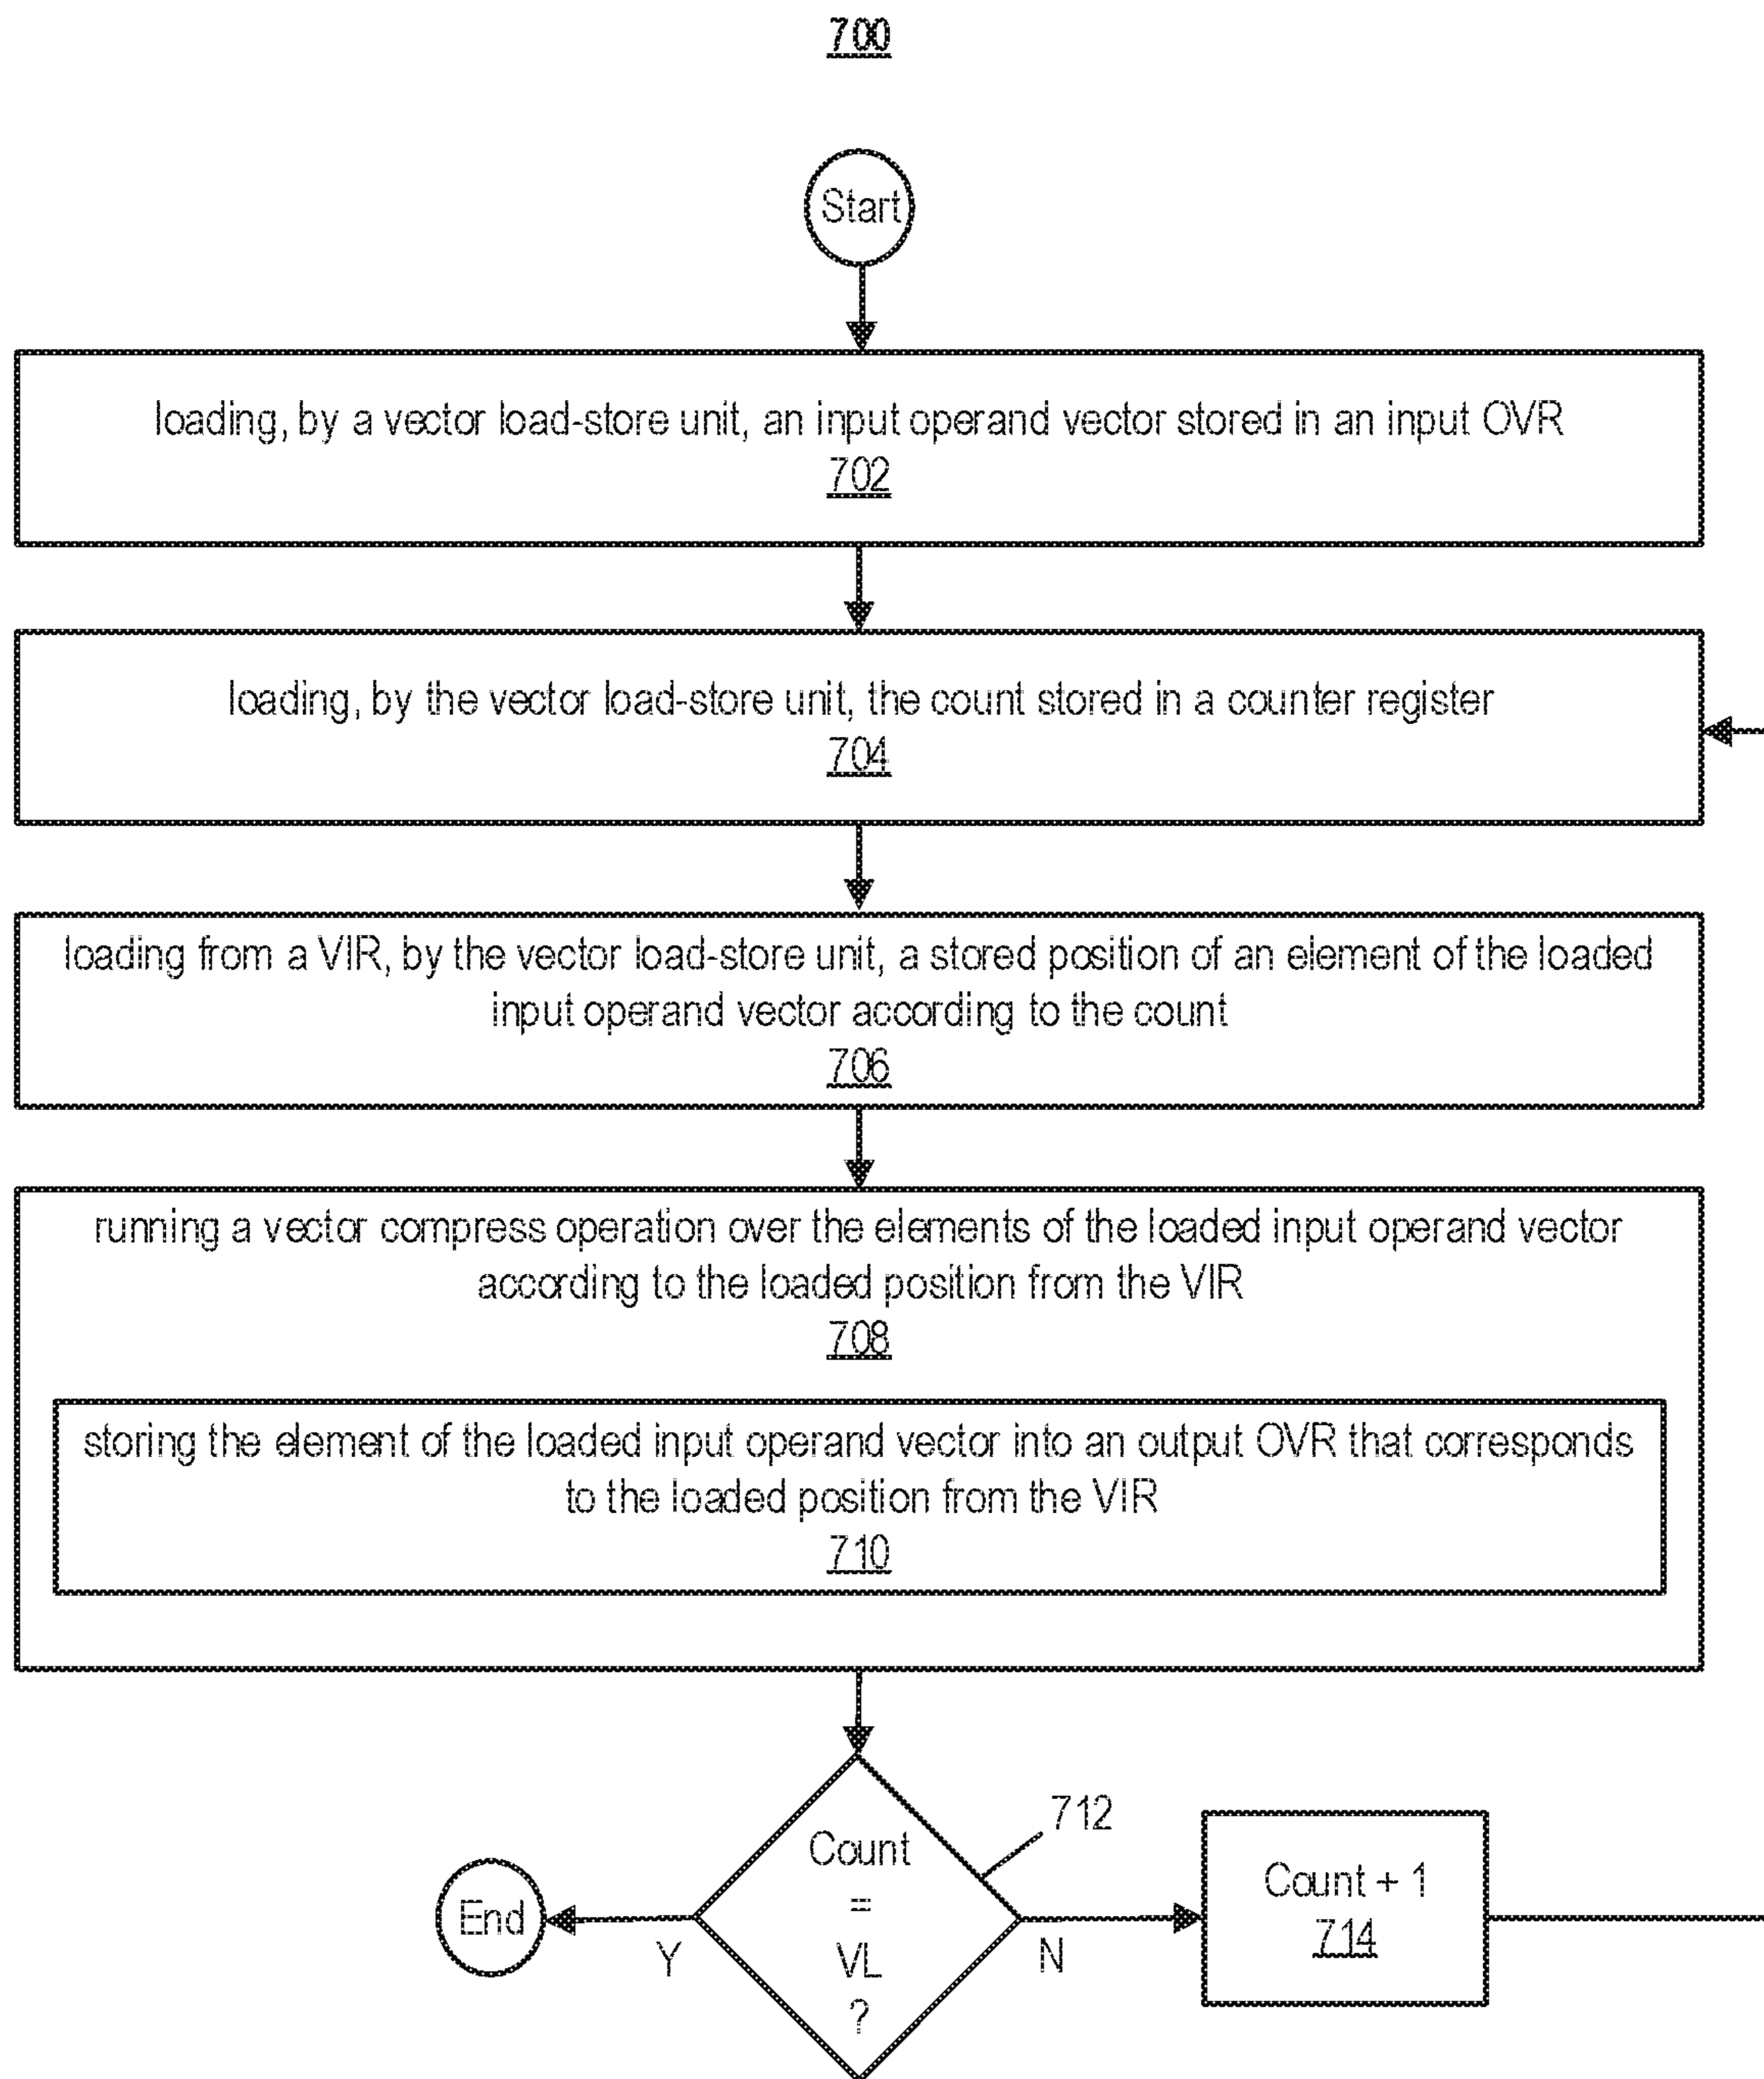 700
Start
loading, by a vector load-store unit, an input operand vector stored in an input OVR
702
loading, by the vector load-store unit, the count stored in a counter register
704
loading from a VIR, by the vector load-store unit, a stored position of an element of the loaded
input operand vector according to the count
706
running a vector compress operation over the elements of the loaded input operand vector
according to the loaded position from the VIR
708
storing the element of the loaded input operand vector into an output OVR that corresponds
to the loaded position from the VIR
710
712
Count
=
VL
?
Y
N
End
Count + 1
714